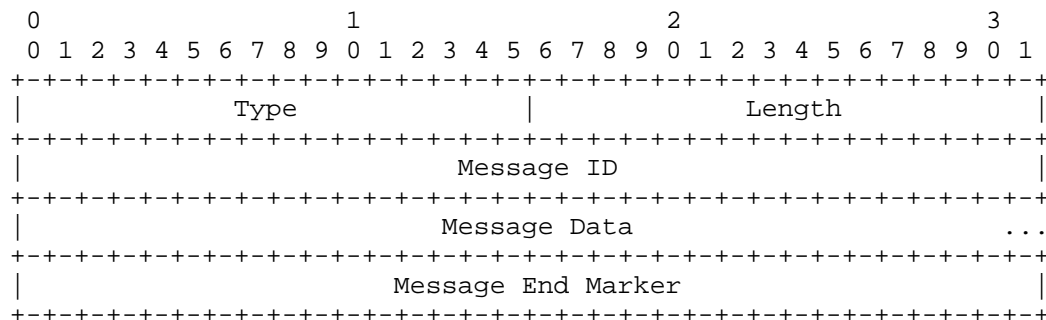 0                   1                   2                   3
 0 1 2 3 4 5 6 7 8 9 0 1 2 3 4 5 6 7 8 9 0 1 2 3 4 5 6 7 8 9 0 1
+-+-+-+-+-+-+-+-+-+-+-+-+-+-+-+-+-+-+-+-+-+-+-+-+-+-+-+-+-+-+-+-+
|             Type              |             Length            |
+-+-+-+-+-+-+-+-+-+-+-+-+-+-+-+-+-+-+-+-+-+-+-+-+-+-+-+-+-+-+-+-+
|                           Message ID                          |
+-+-+-+-+-+-+-+-+-+-+-+-+-+-+-+-+-+-+-+-+-+-+-+-+-+-+-+-+-+-+-+-+
|                          Message Data                       ...
+-+-+-+-+-+-+-+-+-+-+-+-+-+-+-+-+-+-+-+-+-+-+-+-+-+-+-+-+-+-+-+-+
|                       Message End Marker                      |
+-+-+-+-+-+-+-+-+-+-+-+-+-+-+-+-+-+-+-+-+-+-+-+-+-+-+-+-+-+-+-+-+